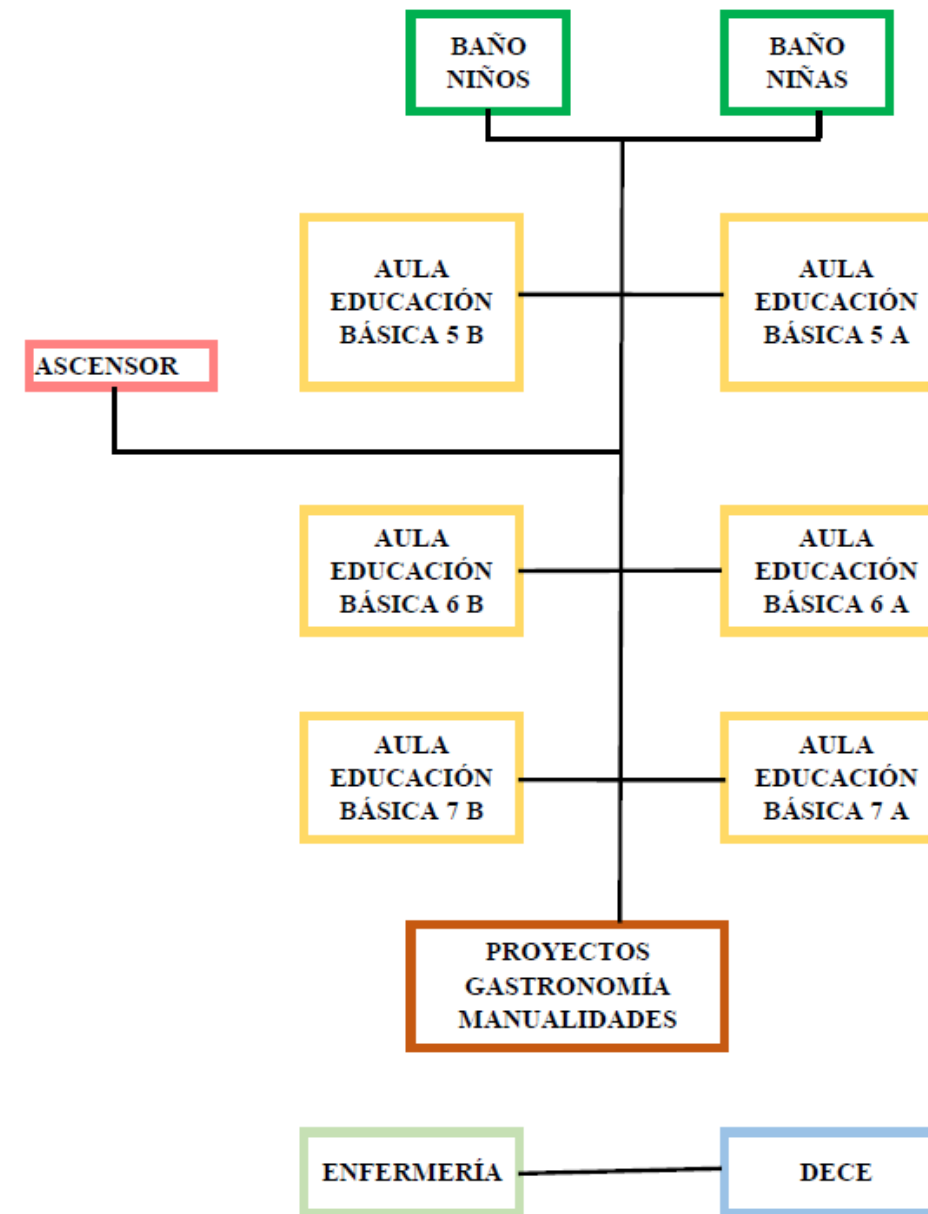 BAÑO
NIÑOS
BAÑO
NIÑAS
AULA
EDUCACIÓN
BÁSICA 5 B
AULA
EDUCACIÓN
BÁSICA 5 A
ASCENSOR
AULA
EDUCACIÓN
BÁSICA 6 B
AULA
EDUCACIÓN
BÁSICA 6 A
AULA
EDUCACIÓN
BÁSICA 7 B
AULA
EDUCACIÓN
BÁSICA 7 A
PROYECTOS
GASTRONOMÍA
MANUALIDADES
ENFERMERÍA
DECE